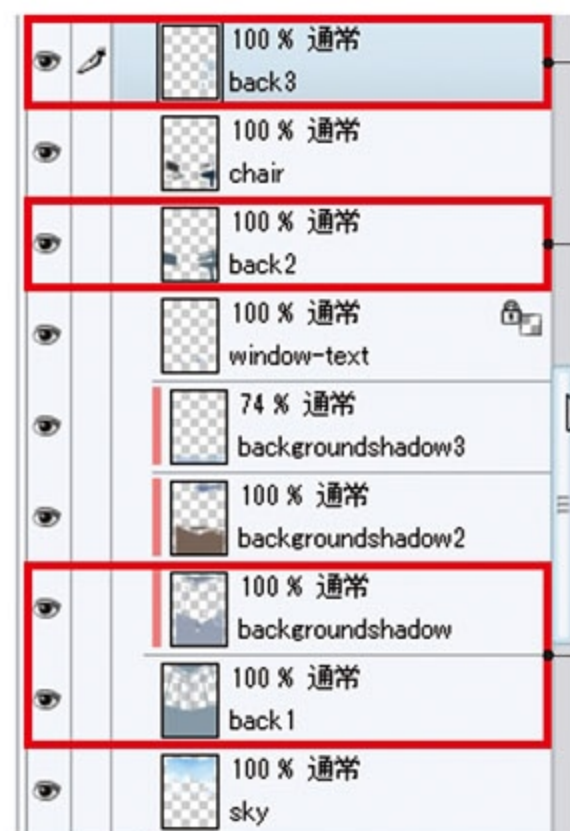 100 % 通常
back3
100 % 通常
chair
100 % 通常
back2
100 % 通常
window-text
74 % 通常
backgroundshadow3
100 % 通常
backgroundshadow2
100 % 通常
backgroundshadow
100 % 通常
back1
100 % 通常
sky